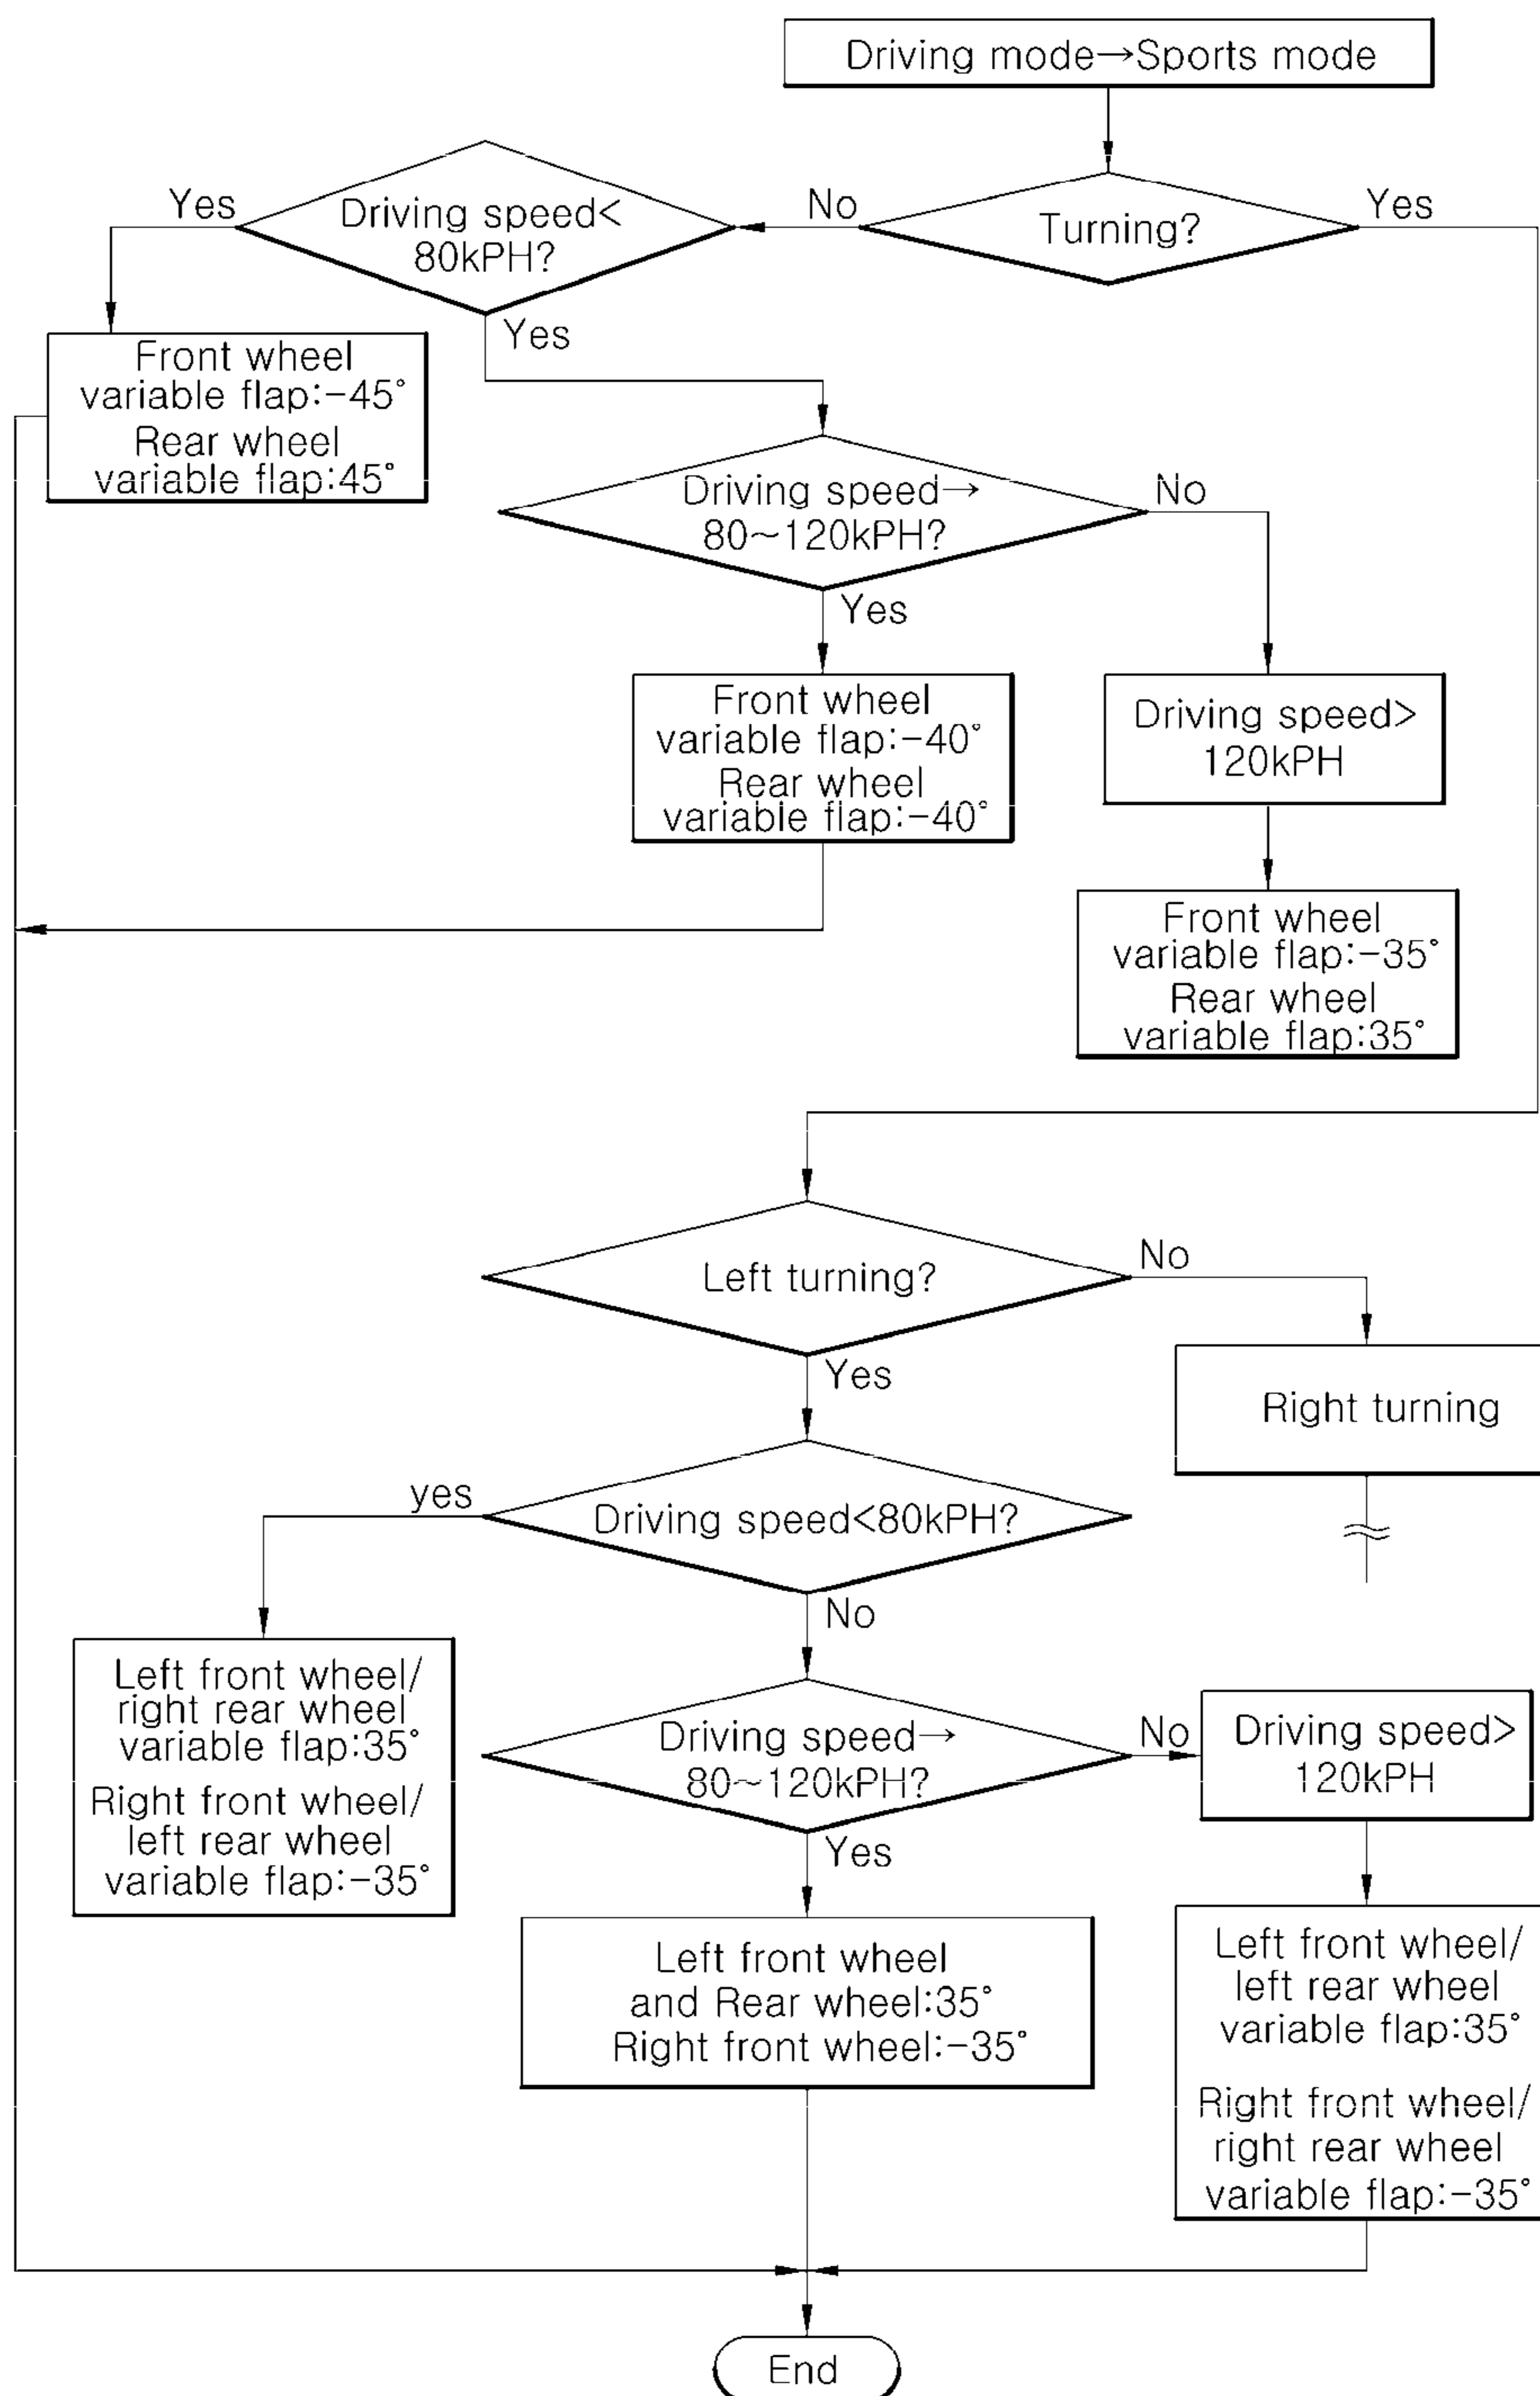 Driving mode→Sports mode
Turning?
No
Yes
Driving speed<
80kPH?
Yes
Yes
Front wheel
variable flap:-45°
Rear wheel
variable flap:45°
Driving speed→
80~120kPH?
No
Yes
Front wheel
variable flap:-40°
Rear wheel
variable flap:-40°
Driving speed>
120kPH
Front wheel
variable flap:-35°
Rear wheel
variable flap:35°
Left turning?
No
Yes
Right turning
Driving speed<80kPH?
yes
No
Left front wheel/
right rear wheel
variable flap:35°
Right front wheel/
left rear wheel
variable flap:-35°
Driving speed→
80~120kPH?
No
Yes
Driving speed>
120kPH
Left front wheel
and Rear wheel:35°
Right front wheel:-35°
Left front wheel/
left rear wheel
variable flap:35°
Right front wheel/
right rear wheel
variable flap:-35°
End